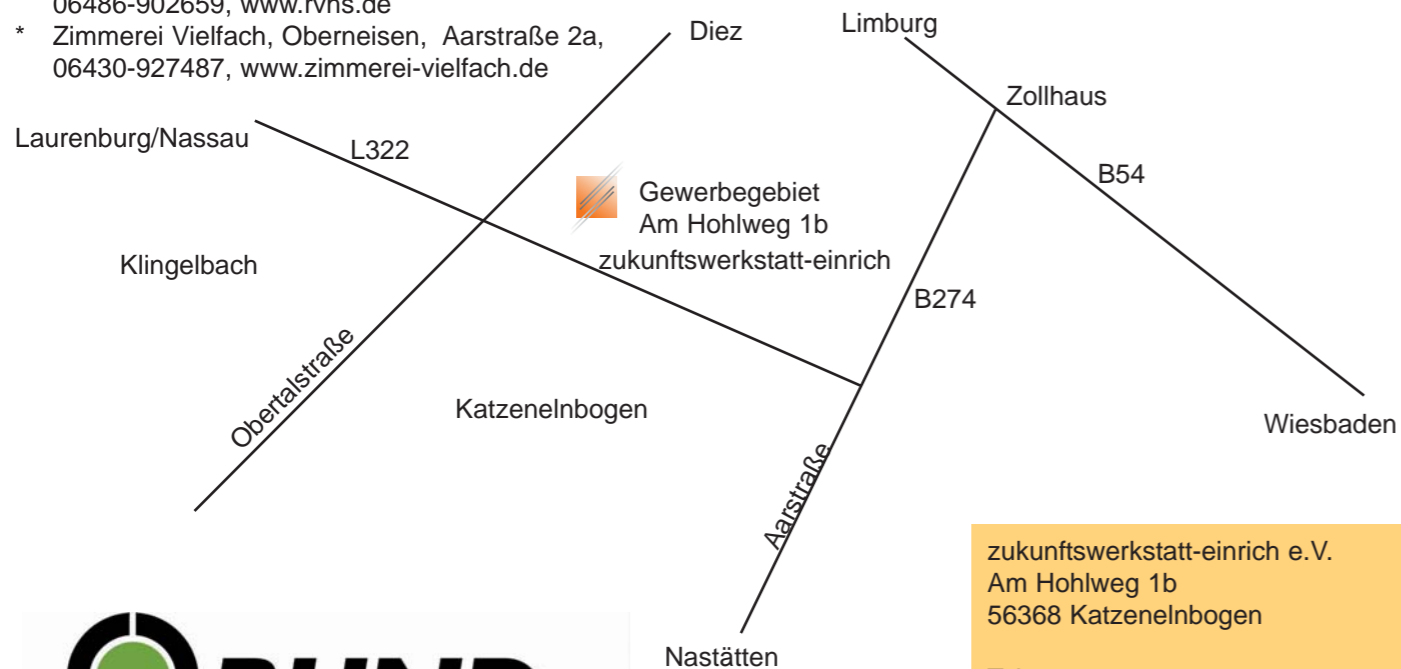 06486-902659, www.rvhs.de
* Zimmerei Vielfach, Oberneisen, Aarstraße 2a,
06430-927487, www.zimmerei-vielfach.de
Diez
Limburg
Zollhaus
Laurenburg/Nassau
L322
B54
Gewerbegebiet
Am Hohlweg 1b
zukunftswerkstatt-einrich
Klingelbach
B274
Obertalstraße
Katzenelnbogen
Wiesbaden
Aarstraße
zukunftswerkstatt-einrich e.V.
Am Hohlweg 1b
56368 Katzenelnbogen
Nastätten
BUND